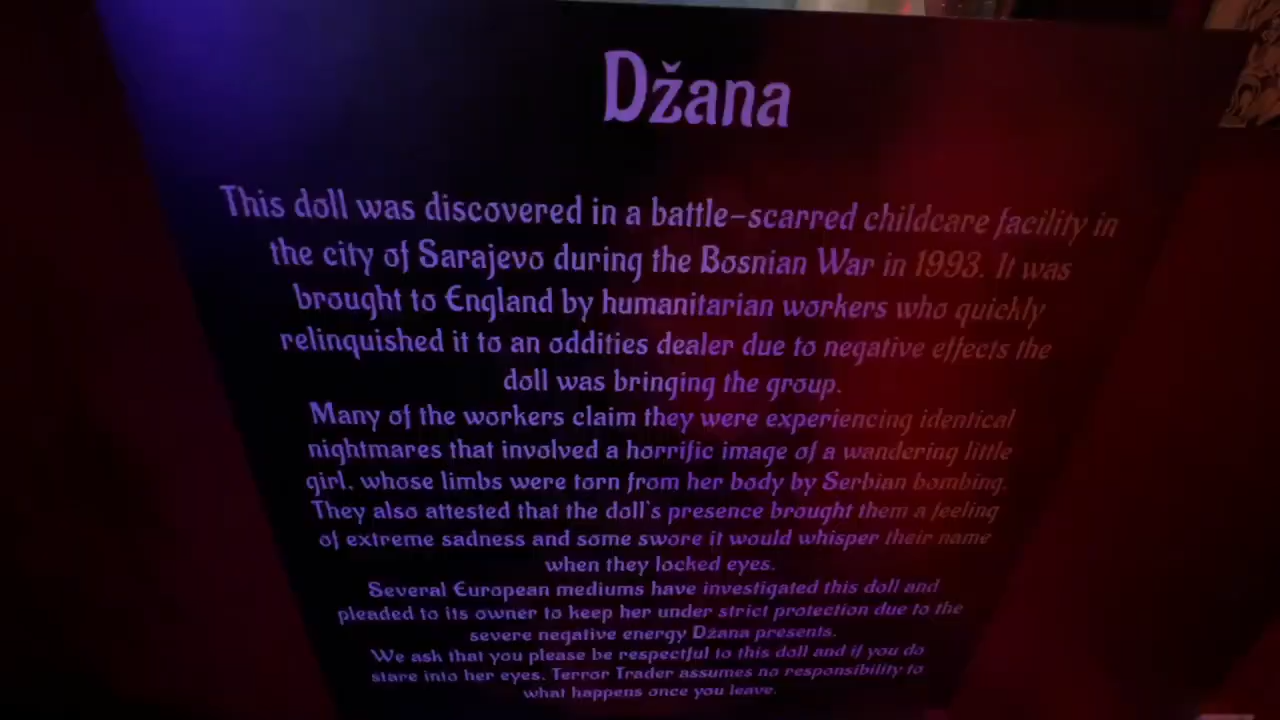 Džana
This doll was discovered in a battle-scarred childcare facility in
the city of Sarajevo during the Bosnian War in 1993. It was
brought to England by humanitarian workers who quickly
relinquished it to an oddities dealer due to negative effects the
doll was bringing the group.
Many of the workers claim they were experiencing identical
nightmares that involved a horrific image of a wandering little
girl, whose limbs were torn from her body by Serbian bombing.
They also attested that the doll's presence brought them a feeling
of extreme sadness and some swore it would whisper their name
when they locked eyes.
Several European mediums have investigated this doll and
pleaded to its owner to keep her under strict protection due to the
severe negative energy Džana presents.
We ask that you please be respectful to this doll and if you do
stare into her eyes. Terror Trader assumes no responsibility to
what happens once you leave.